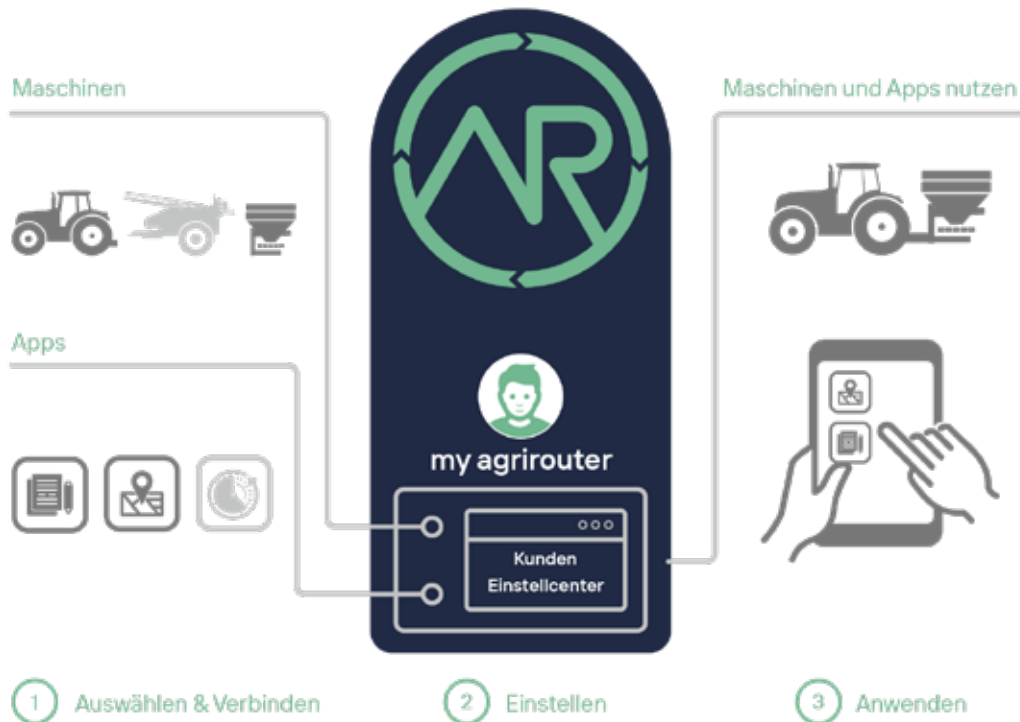 Maschinen
Maschinen und Apps nutzen
AR
Apps
my agrirouter
Kunden
Einstellcenter
1 Auswählen & Verbinden
2 Einstellen
3 Anwenden